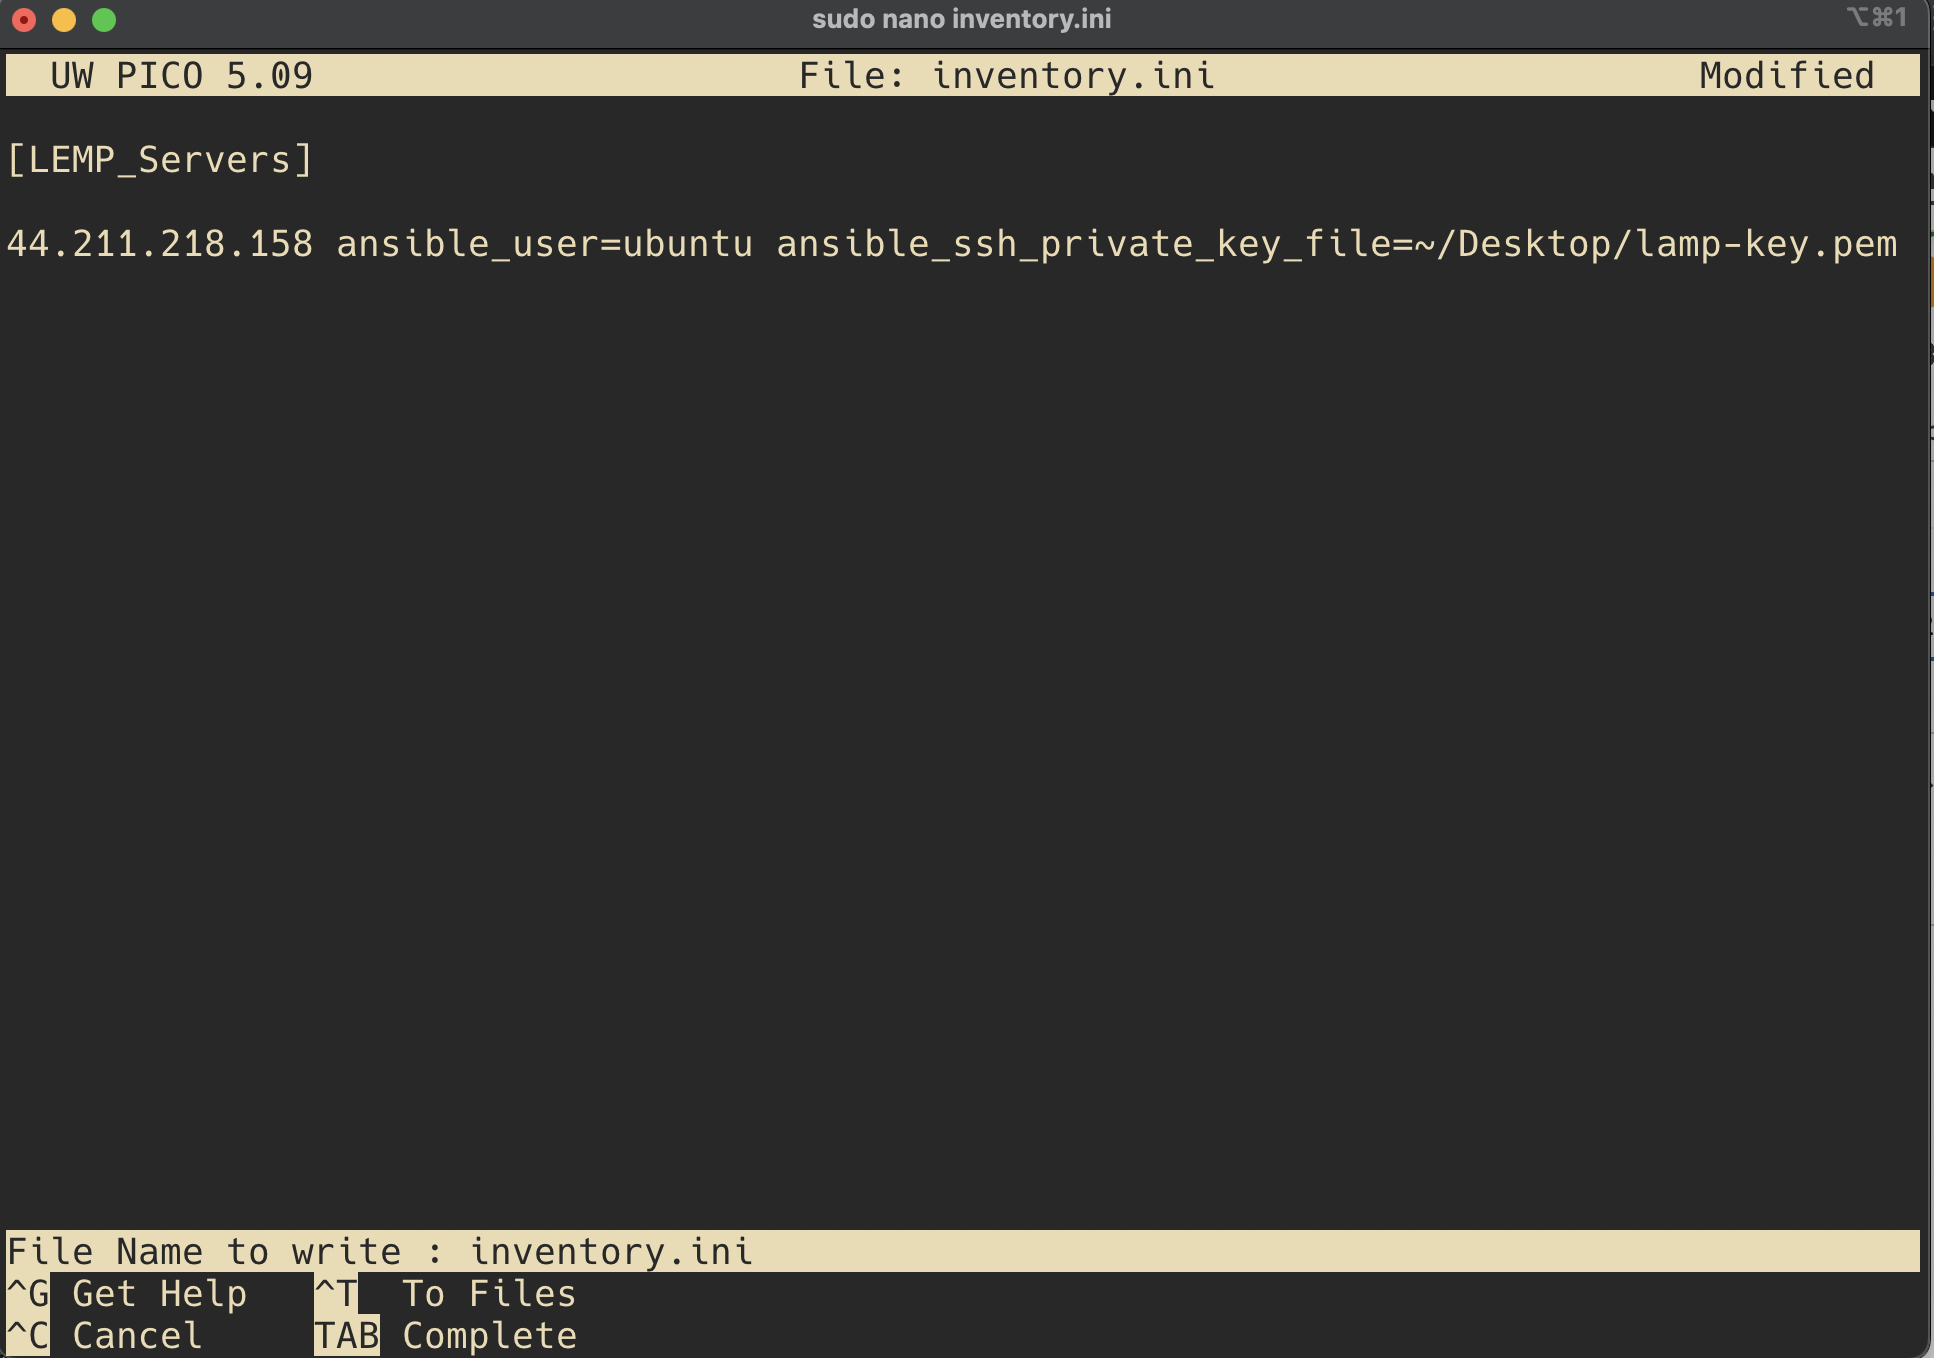 sudo nano inventory.ini
⌥⌘1
UW PICO 5.09 File: inventory.ini Modified
[LEMP_Servers]
44.211.218.158 ansible_user=ubuntu ansible_ssh_private_key_file=~/Desktop/lamp-key.pem
File Name to write : inventory.ini
^G Get Help ^T To Files
^C Cancel TAB Complete